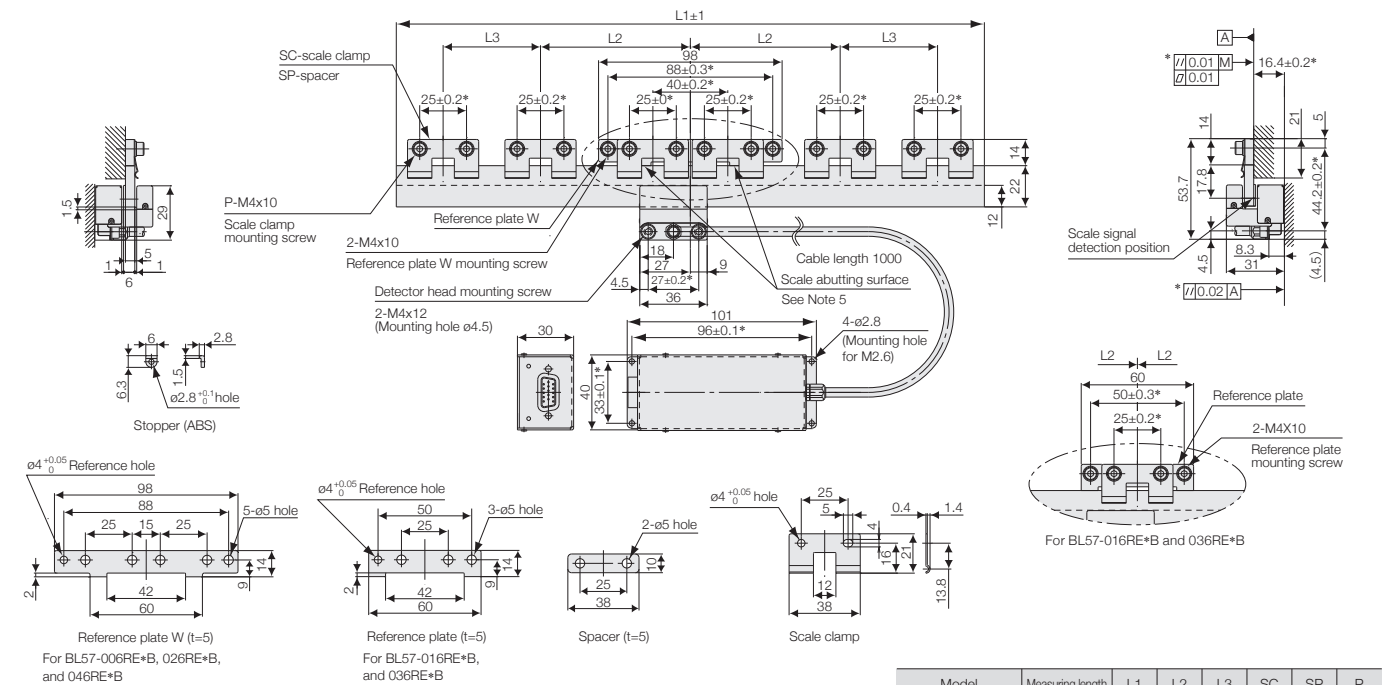 L1±1
L3
L2
L2
L3
98
88±0.3*
40±0.2*
25±0.2*
25±0.2*
25±0*
25±0.2*
25±0.2*
25±0.2*
SC-scale clamp
SP-spacer
14
22
12
P-M4x10
Scale clamp
mounting screw
Reference plate W
2-M4x10
Reference plate W mounting screw
Detector head mounting screw
2-M4x12
(Mounting hole ø4.5)
18
27
9
4.5
27±0.2*
36
Cable length 1000
Scale abutting surface
See Note 5
1.5
29
5
1
1
6
A
* // 0.01 M
⏥ 0.01
16.4±0.2*
14
21
5
53.7
17.8
44.2±0.2*
Scale signal
detection position
4.5
8.3
31
(4.5)
* // 0.02 A
6
2.8
6.3
1.5
ø2.8 +0.1 0 hole
Stopper (ABS)
30
101
96±0.1*
40
33±0.1*
4-ø2.8
(Mounting hole
for M2.6)
L2
L2
60
50±0.3*
25±0.2*
Reference plate
2-M4X10
Reference plate
mounting screw
For BL57-016RE*B and 036RE*B
ø4 +0.05 0 Reference hole
98
88
25
15
25
5-ø5 hole
14
9
2
42
60
Reference plate W (t=5)
For BL57-006RE*B, 026RE*B,
and 046RE*B
ø4 +0.05 0 Reference hole
50
25
3-ø5 hole
14
9
2
42
60
Reference plate (t=5)
For BL57-016RE*B,
and 036RE*B
2-ø5 hole
10
25
38
Spacer (t=5)
ø4 +0.05 0 hole
25
5
4
16
21
12
38
0.4
1.4
13.8
Scale clamp
Model
Measuring length
L1
L2
L3
SC
SP
P